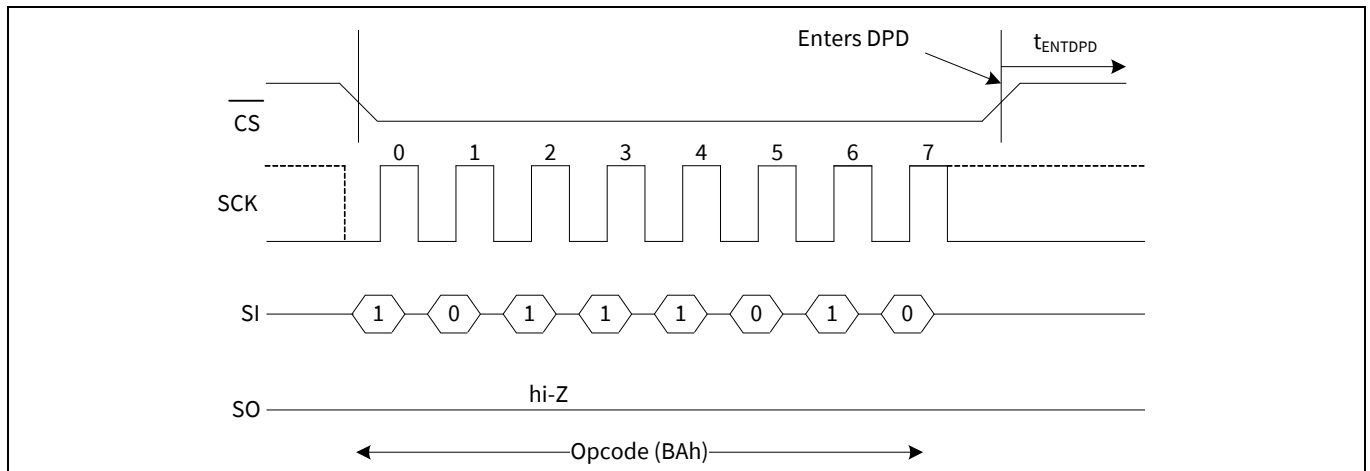 Enters DPD
tENTDPD
CS
0 1 2 3 4 5 6 7
SCK
SI
1 0 1 1 1 0 1 0
hi-Z
SO
Opcode (BAh)